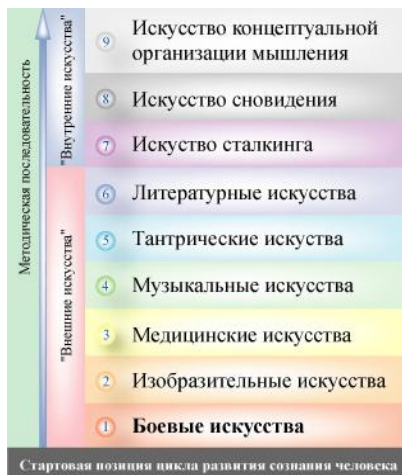 Методическая последовательность
"Внутренние искусства"
"Внешние искусства"
9 Искусство концептуальной
организации мышления
8 Искусство сновидения
7 Искуство сталкинга
6 Литературные искусства
5 Тантрические искуства
4 Музыкальные искусства
3 Медицинские искусства
2 Изобразительные искусства
1 Боевые искусства
Стартовая позиция цикла развития сознания человека